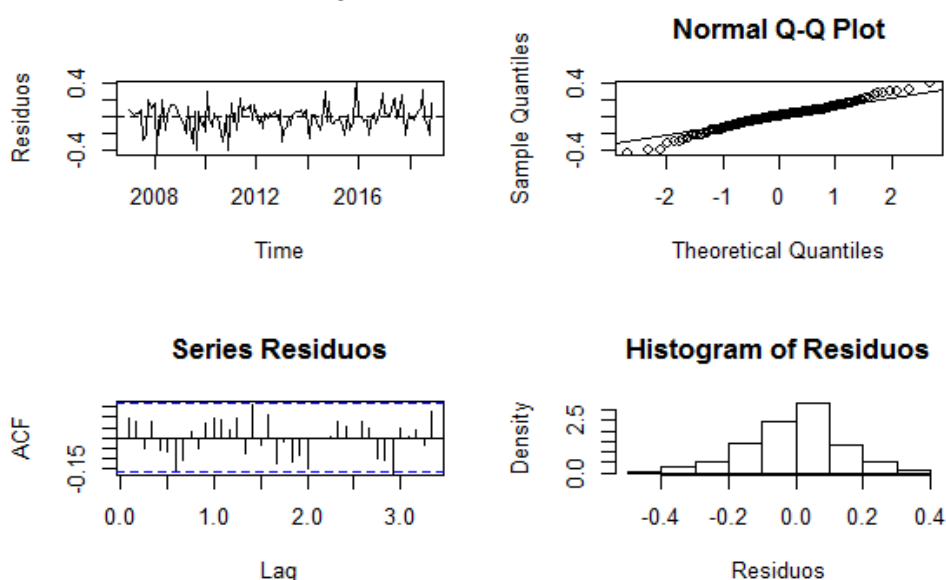 Residuos
0.4
-0.4
2008 2012 2016
Time
Normal Q-Q Plot
Sample Quantiles
0.4
-0.4
-2 -1 0 1 2
Theoretical Quantiles
Series Residuos
ACF
-0.15
0.0 1.0 2.0 3.0
Lag
Histogram of Residuos
Density
2.5
0.0
-0.4 -0.2 0.0 0.2 0.4
Residuos